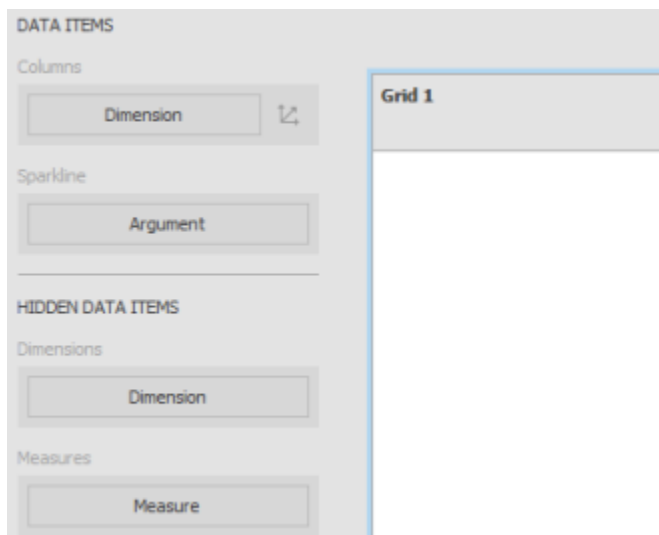 DATA ITEMS
Columns
Dimension
Sparkline
Argument
HIDDEN DATA ITEMS
Dimensions
Dimension
Measures
Measure
Grid 1